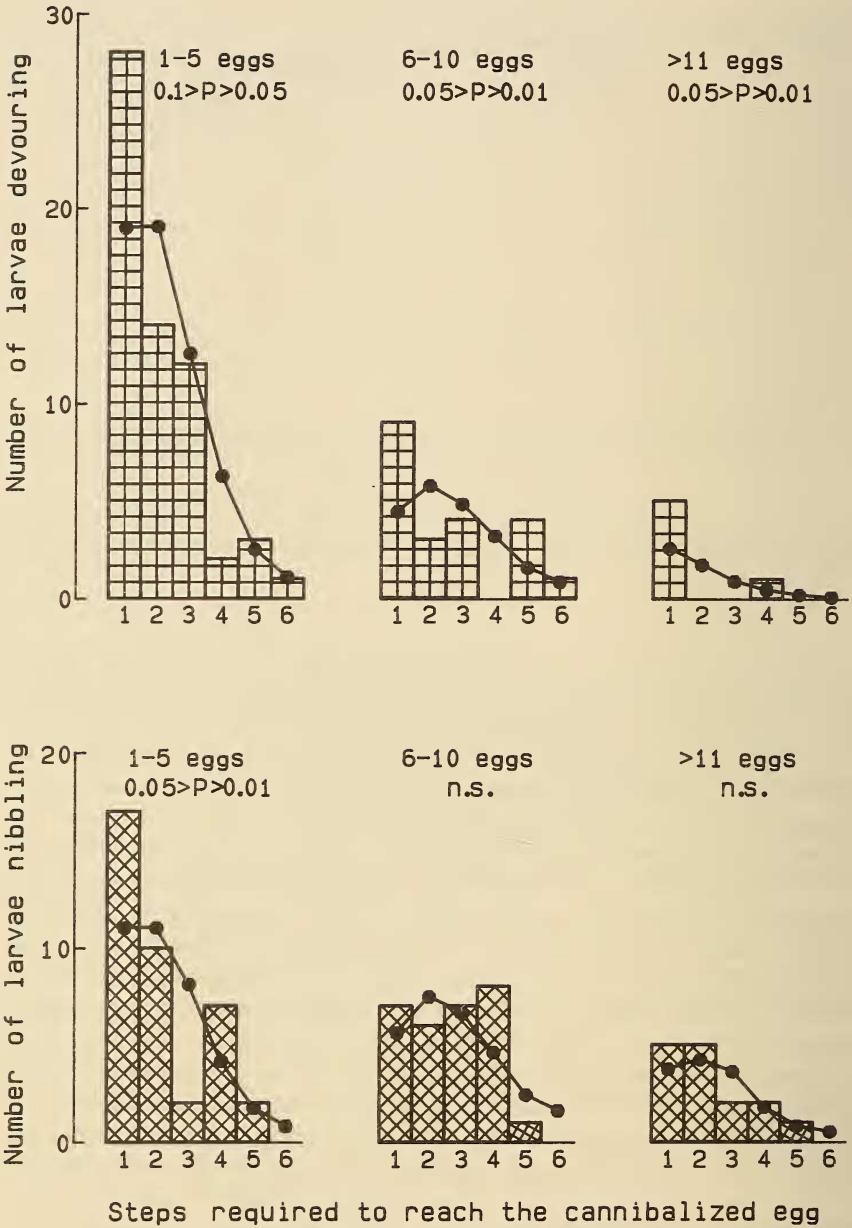 Number of larvae devouring
30
20
10
0
1-5 eggs
0.1>P>0.05
6-10 eggs
0.05>P>0.01
>11 eggs
0.05>P>0.01
1 2 3 4 5 6
1 2 3 4 5 6
1 2 3 4 5 6
Number of larvae nibbling
20
10
0
1-5 eggs
0.05>P>0.01
6-10 eggs
n.s.
>11 eggs
n.s.
1 2 3 4 5 6
1 2 3 4 5 6
1 2 3 4 5 6
Steps required to reach the cannibalized egg